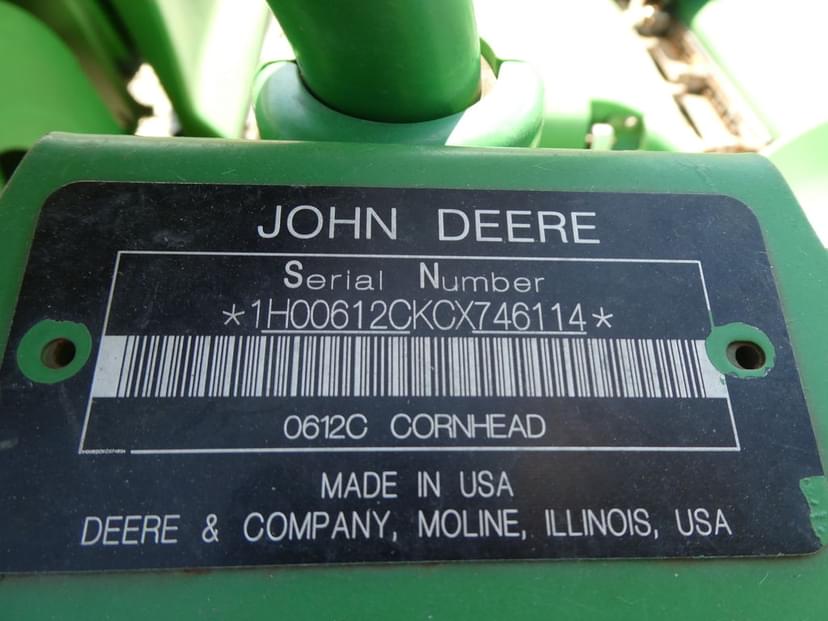 JOHN DEERE
Serial Number
*1H00612CKCX746114*
0612C CORNHEAD
MADE IN USA
DEERE & COMPANY, MOLINE, ILLINOIS, USA